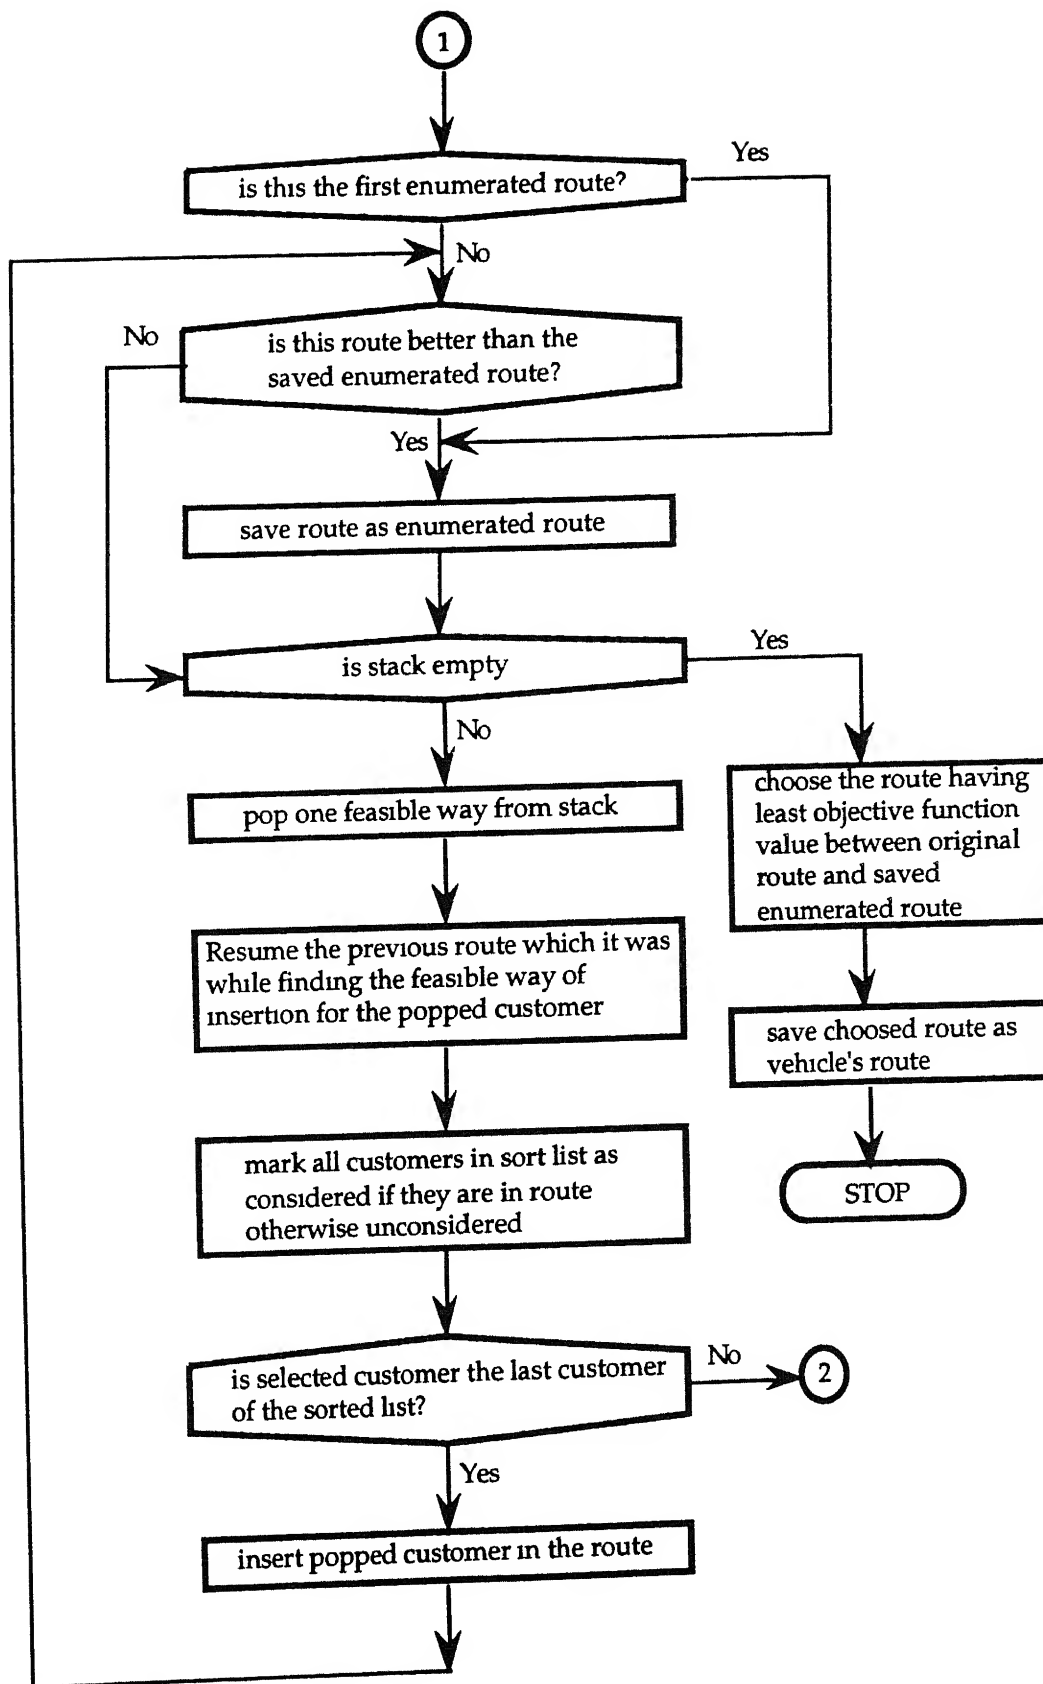 1
is this the first enumerated route?
Yes
No
No
is this route better than the
saved enumerated route?
Yes
save route as enumerated route
is stack empty
Yes
No
pop one feasible way from stack
choose the route having
least objective function
value between original
route and saved
enumerated route
Resume the previous route which it was
while finding the feasible way of
insertion for the popped customer
save choosed route as
vehicle's route
mark all customers in sort list as
considered if they are in route
otherwise unconsidered
STOP
is selected customer the last customer
of the sorted list?
No
2
Yes
insert popped customer in the route